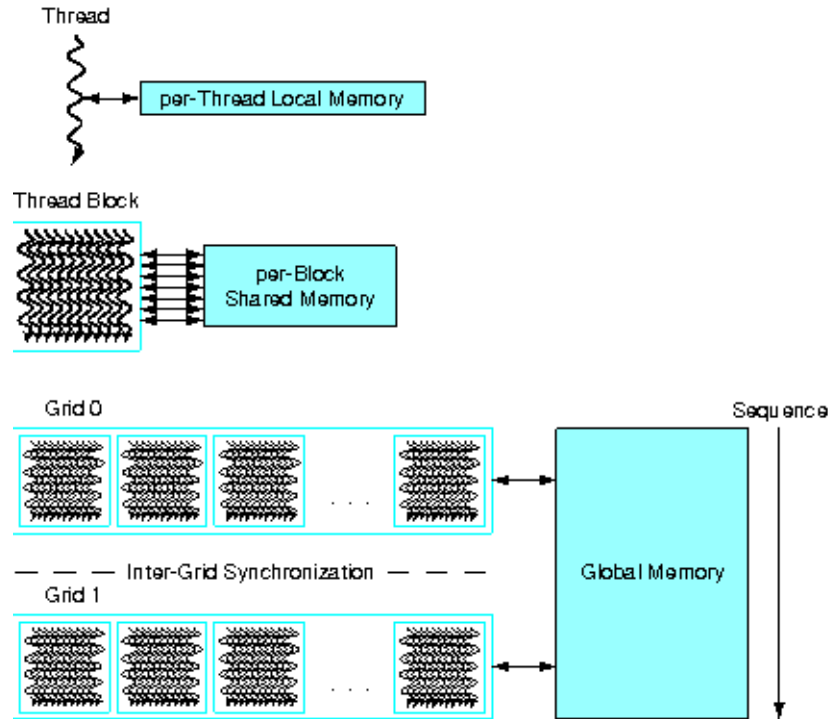 Thread
per-Thread Local Memory
Thread Block
per-Block
Shared Memory
Grid 0
Sequence
. . .
Inter-Grid Synchronization
Global Memory
Grid 1
. . .